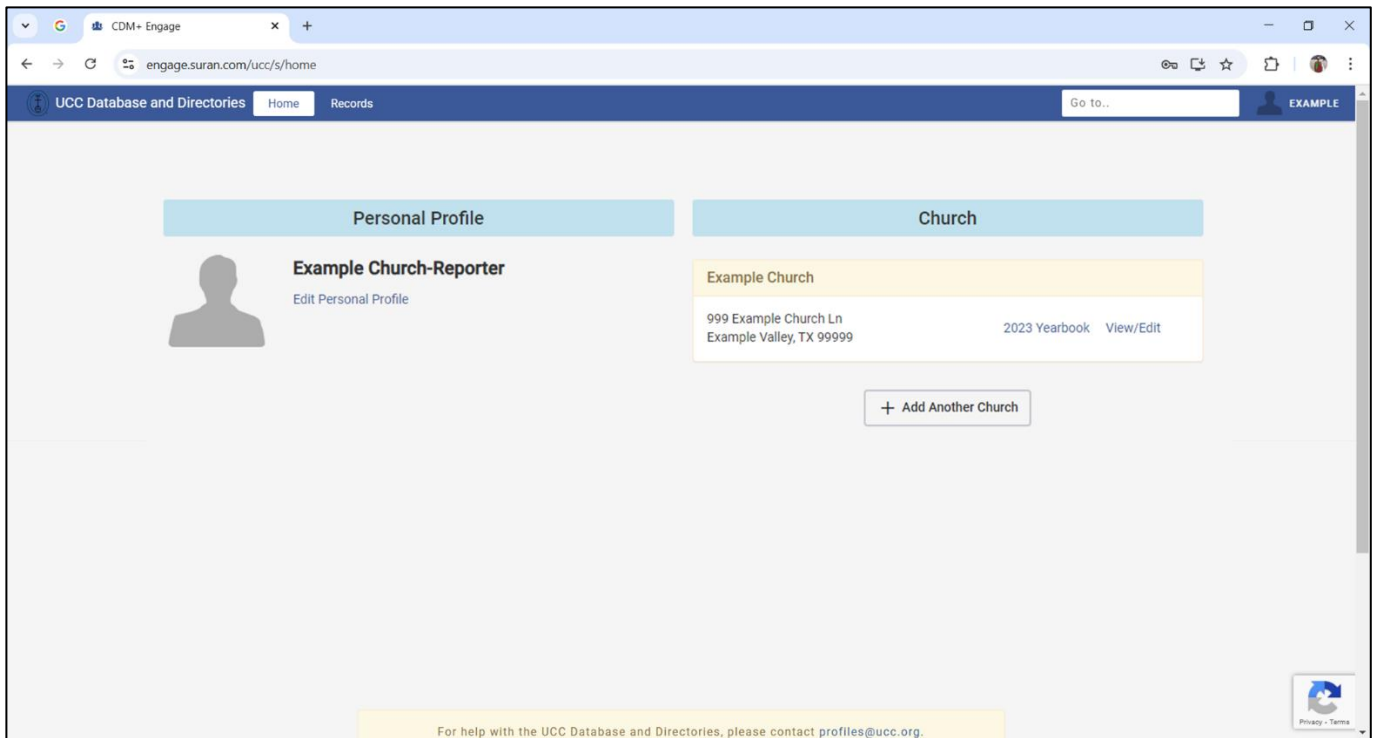 CDM+ Engage
engage.suran.com/ucc/s/home
UCC Database and Directories Home Records Go to.. EXAMPLE
Personal Profile
Example Church-Reporter
Edit Personal Profile
Church
Example Church
999 Example Church Ln
Example Valley, TX 99999
2023 Yearbook View/Edit
+ Add Another Church
For help with the UCC Database and Directories, please contact profiles@ucc.org.
Privacy - Terms